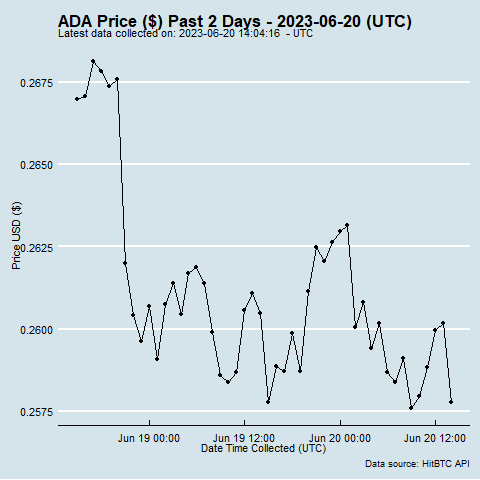 ADA Price ($) Past 2 Days - 2023-06-20 (UTC)
Latest data collected on: 2023-06-20 14:04:16 - UTC
0.2675
0.2650
0.2625
0.2600
0.2575
Price USD ($)
Jun 19 00:00 Jun 19 12:00 Jun 20 00:00 Jun 20 12:00
Date Time Collected (UTC)
Data source: HitBTC API